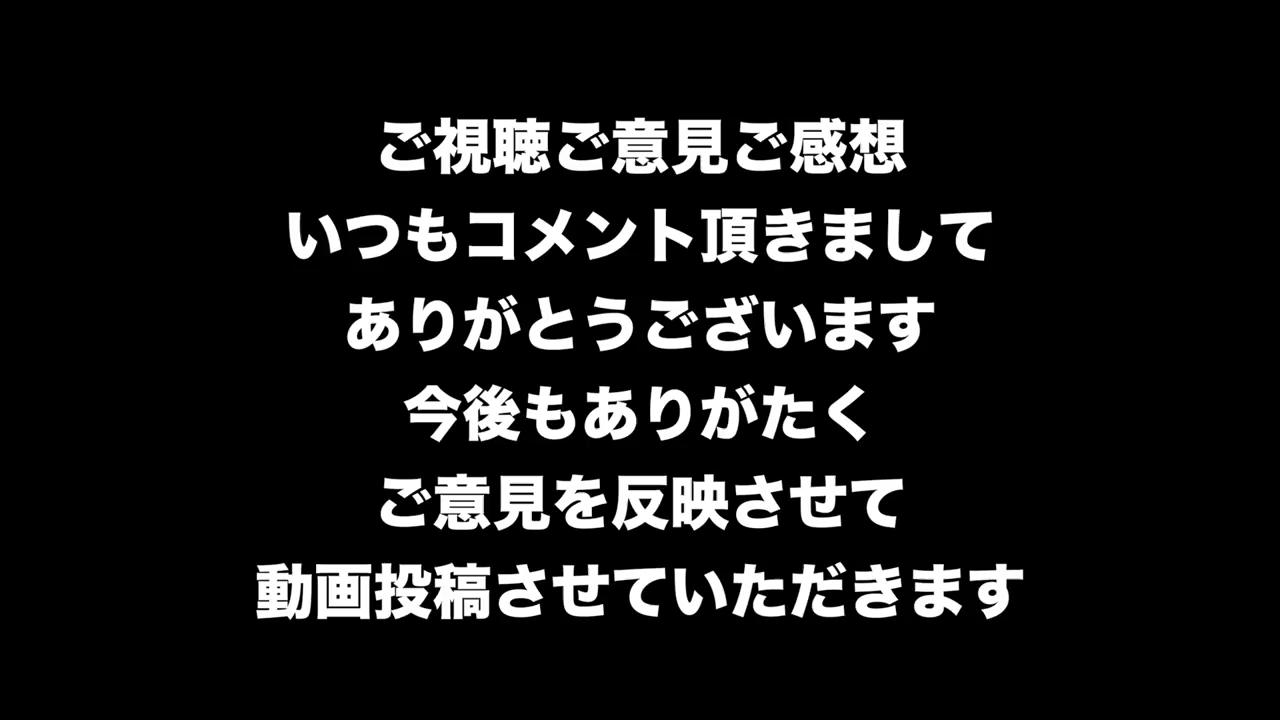 ご視聴ご意見ご感想
いつもコメント頂きまして
ありがとうございます
今後もありがたく
ご意見を反映させて
動画投稿させていただきます